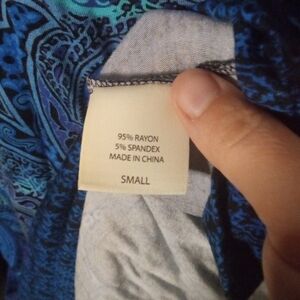 95% RAYON
5% SPANDEX
MADE IN CHINA
SMALL